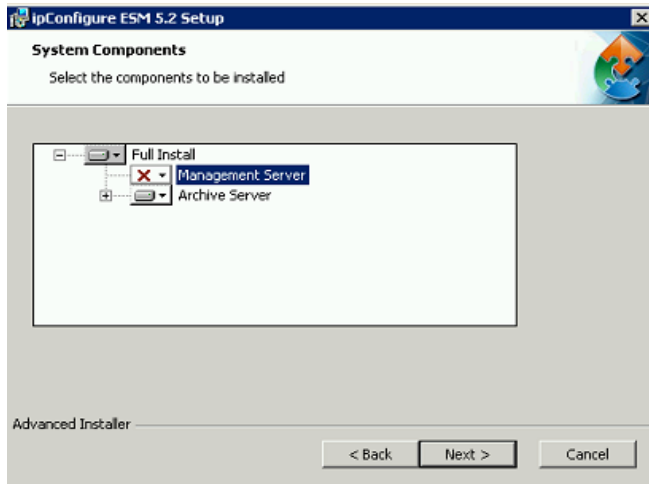 ipConfigure ESM 5.2 Setup
System Components
Select the components to be installed
Full Install
Management Server
Archive Server
Advanced Installer
< Back Next > Cancel